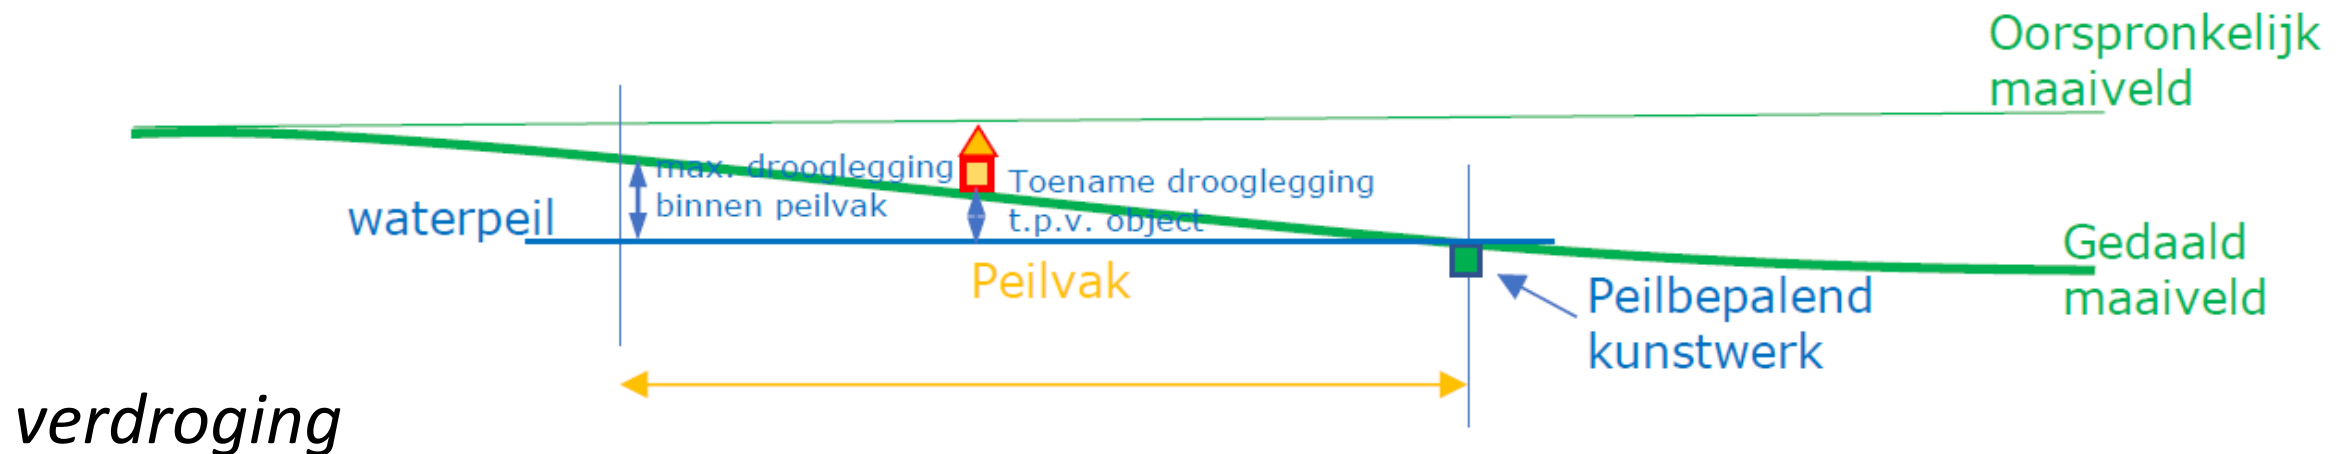 Oorspronkelijk
maaiveld
max. drooglegging
binnen peilvak
Toename drooglegging
t.p.v. object
waterpeil
Peilvak
Gedaald
maaiveld
Peilbepalend
kunstwerk
verdroging